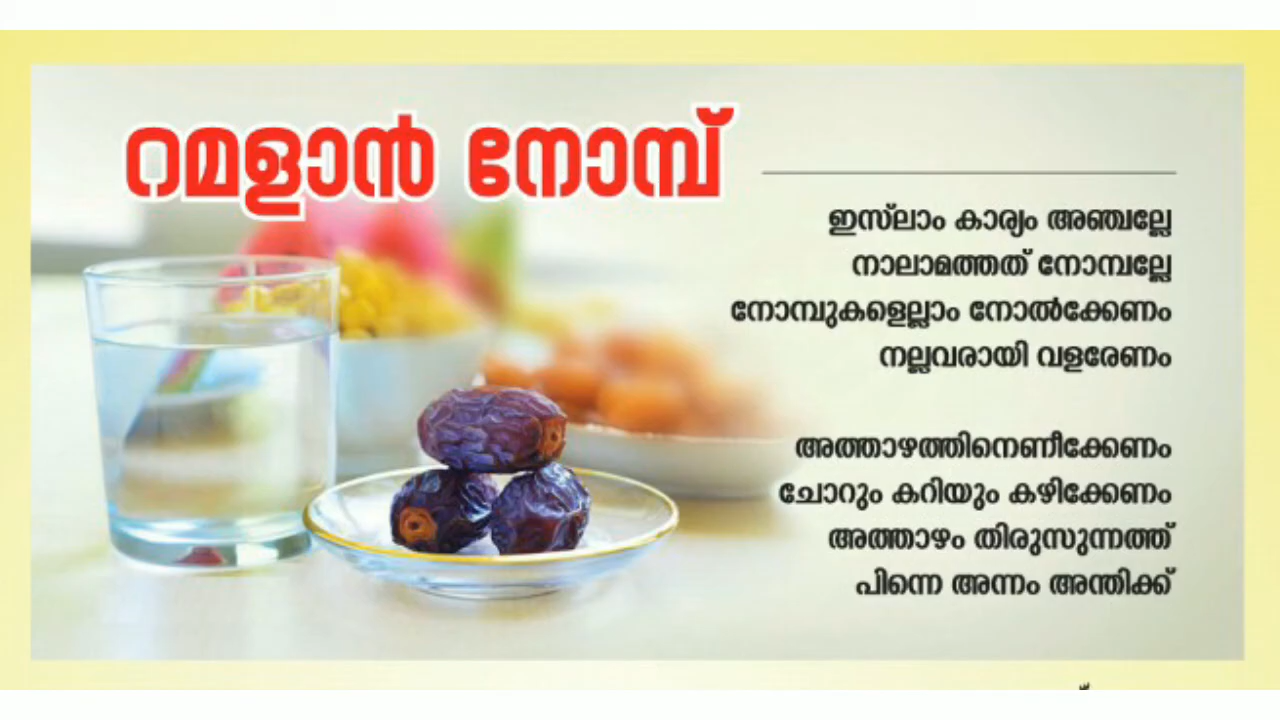 റമളാൻ നോമ്പ്
ഇസ്‌ലാം കാര്യം അഞ്ചല്ലേ
നാലാമത്തത് നോമ്പല്ലേ
നോമ്പുകളെല്ലാം നോൽക്കേണം
നല്ലവരായി വളരേണം
അത്താഴത്തിനെണീക്കേണം
ചോറും കറിയും കഴിക്കേണം
അത്താഴം തിരുസുന്നത്ത്
പിന്നെ അന്നം അന്തിക്ക്